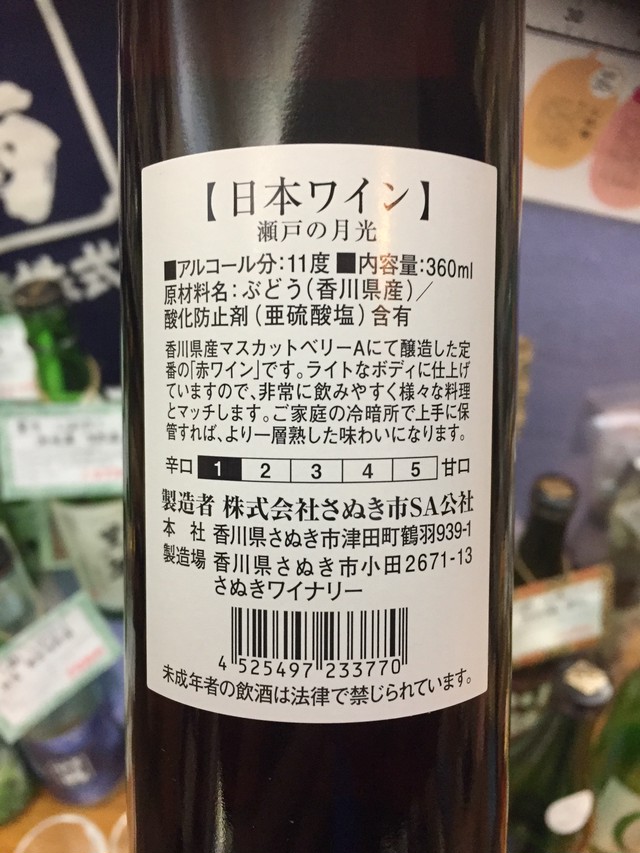 【日本ワイン】
瀬戸の月光
■アルコール分:11度 ■内容量:360ml
原材料名:ぶどう(香川県産)/
酸化防止剤(亜硫酸塩)含有
香川県産マスカットベリーAにて醸造した定
番の「赤ワイン」です。ライトなボディに仕上げ
ていますので、非常に飲みやすく様々な料理
とマッチします。ご家庭の冷暗所で上手に保
管すれば、より一層熟した味わいになります。
辛口 1 2 3 4 5 甘口
製造者 株式会社さぬき市SA公社
本 社 香川県さぬき市津田町鶴羽939-1
製造場 香川県さぬき市小田2671-13
さぬきワイナリー
4 525497 233770
未成年者の飲酒は法律で禁じられています。